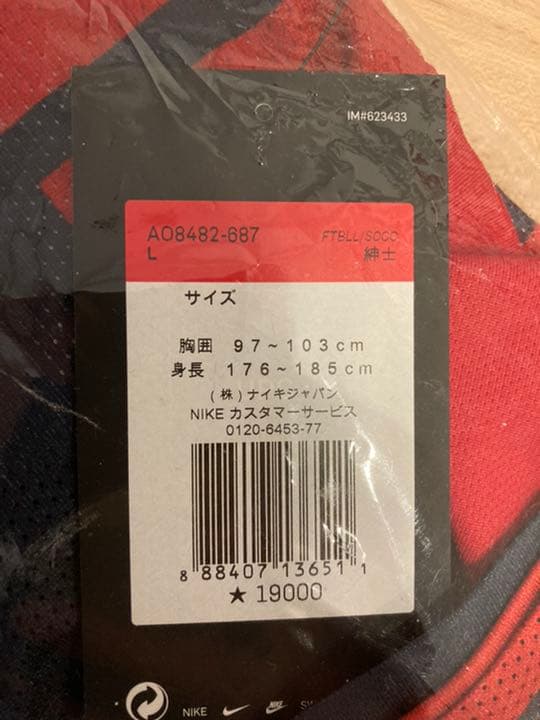 IM#623433
AO8482-687
FTBLL/SOCC
L
紳士
サイズ
胸囲 97~103cm
身長 176~185cm
(株)ナイキジャパン
NIKE カスタマーサービス
0120-6453-77
8 88407 13651 1
★ 19000
NIKE